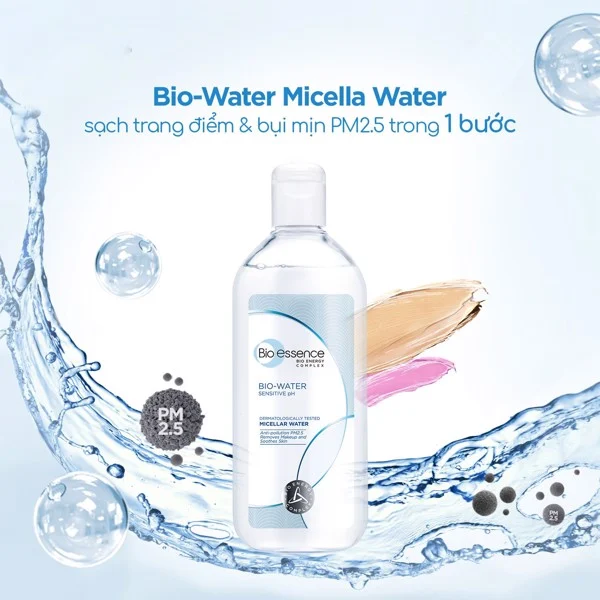 Bio-Water Micella Water
sạch trang điểm & bụi mịn PM2.5 trong 1 bước
Bio essence
BIO ENERGY
COMPLEX
BIO-WATER
SENSITIVE pH
PM
2.5
DERMATOLOGICALLY TESTED
MICELLAR WATER
Anti-pollution PM2.5
Removes Makeup and
Soothes Skin
PM
2.5